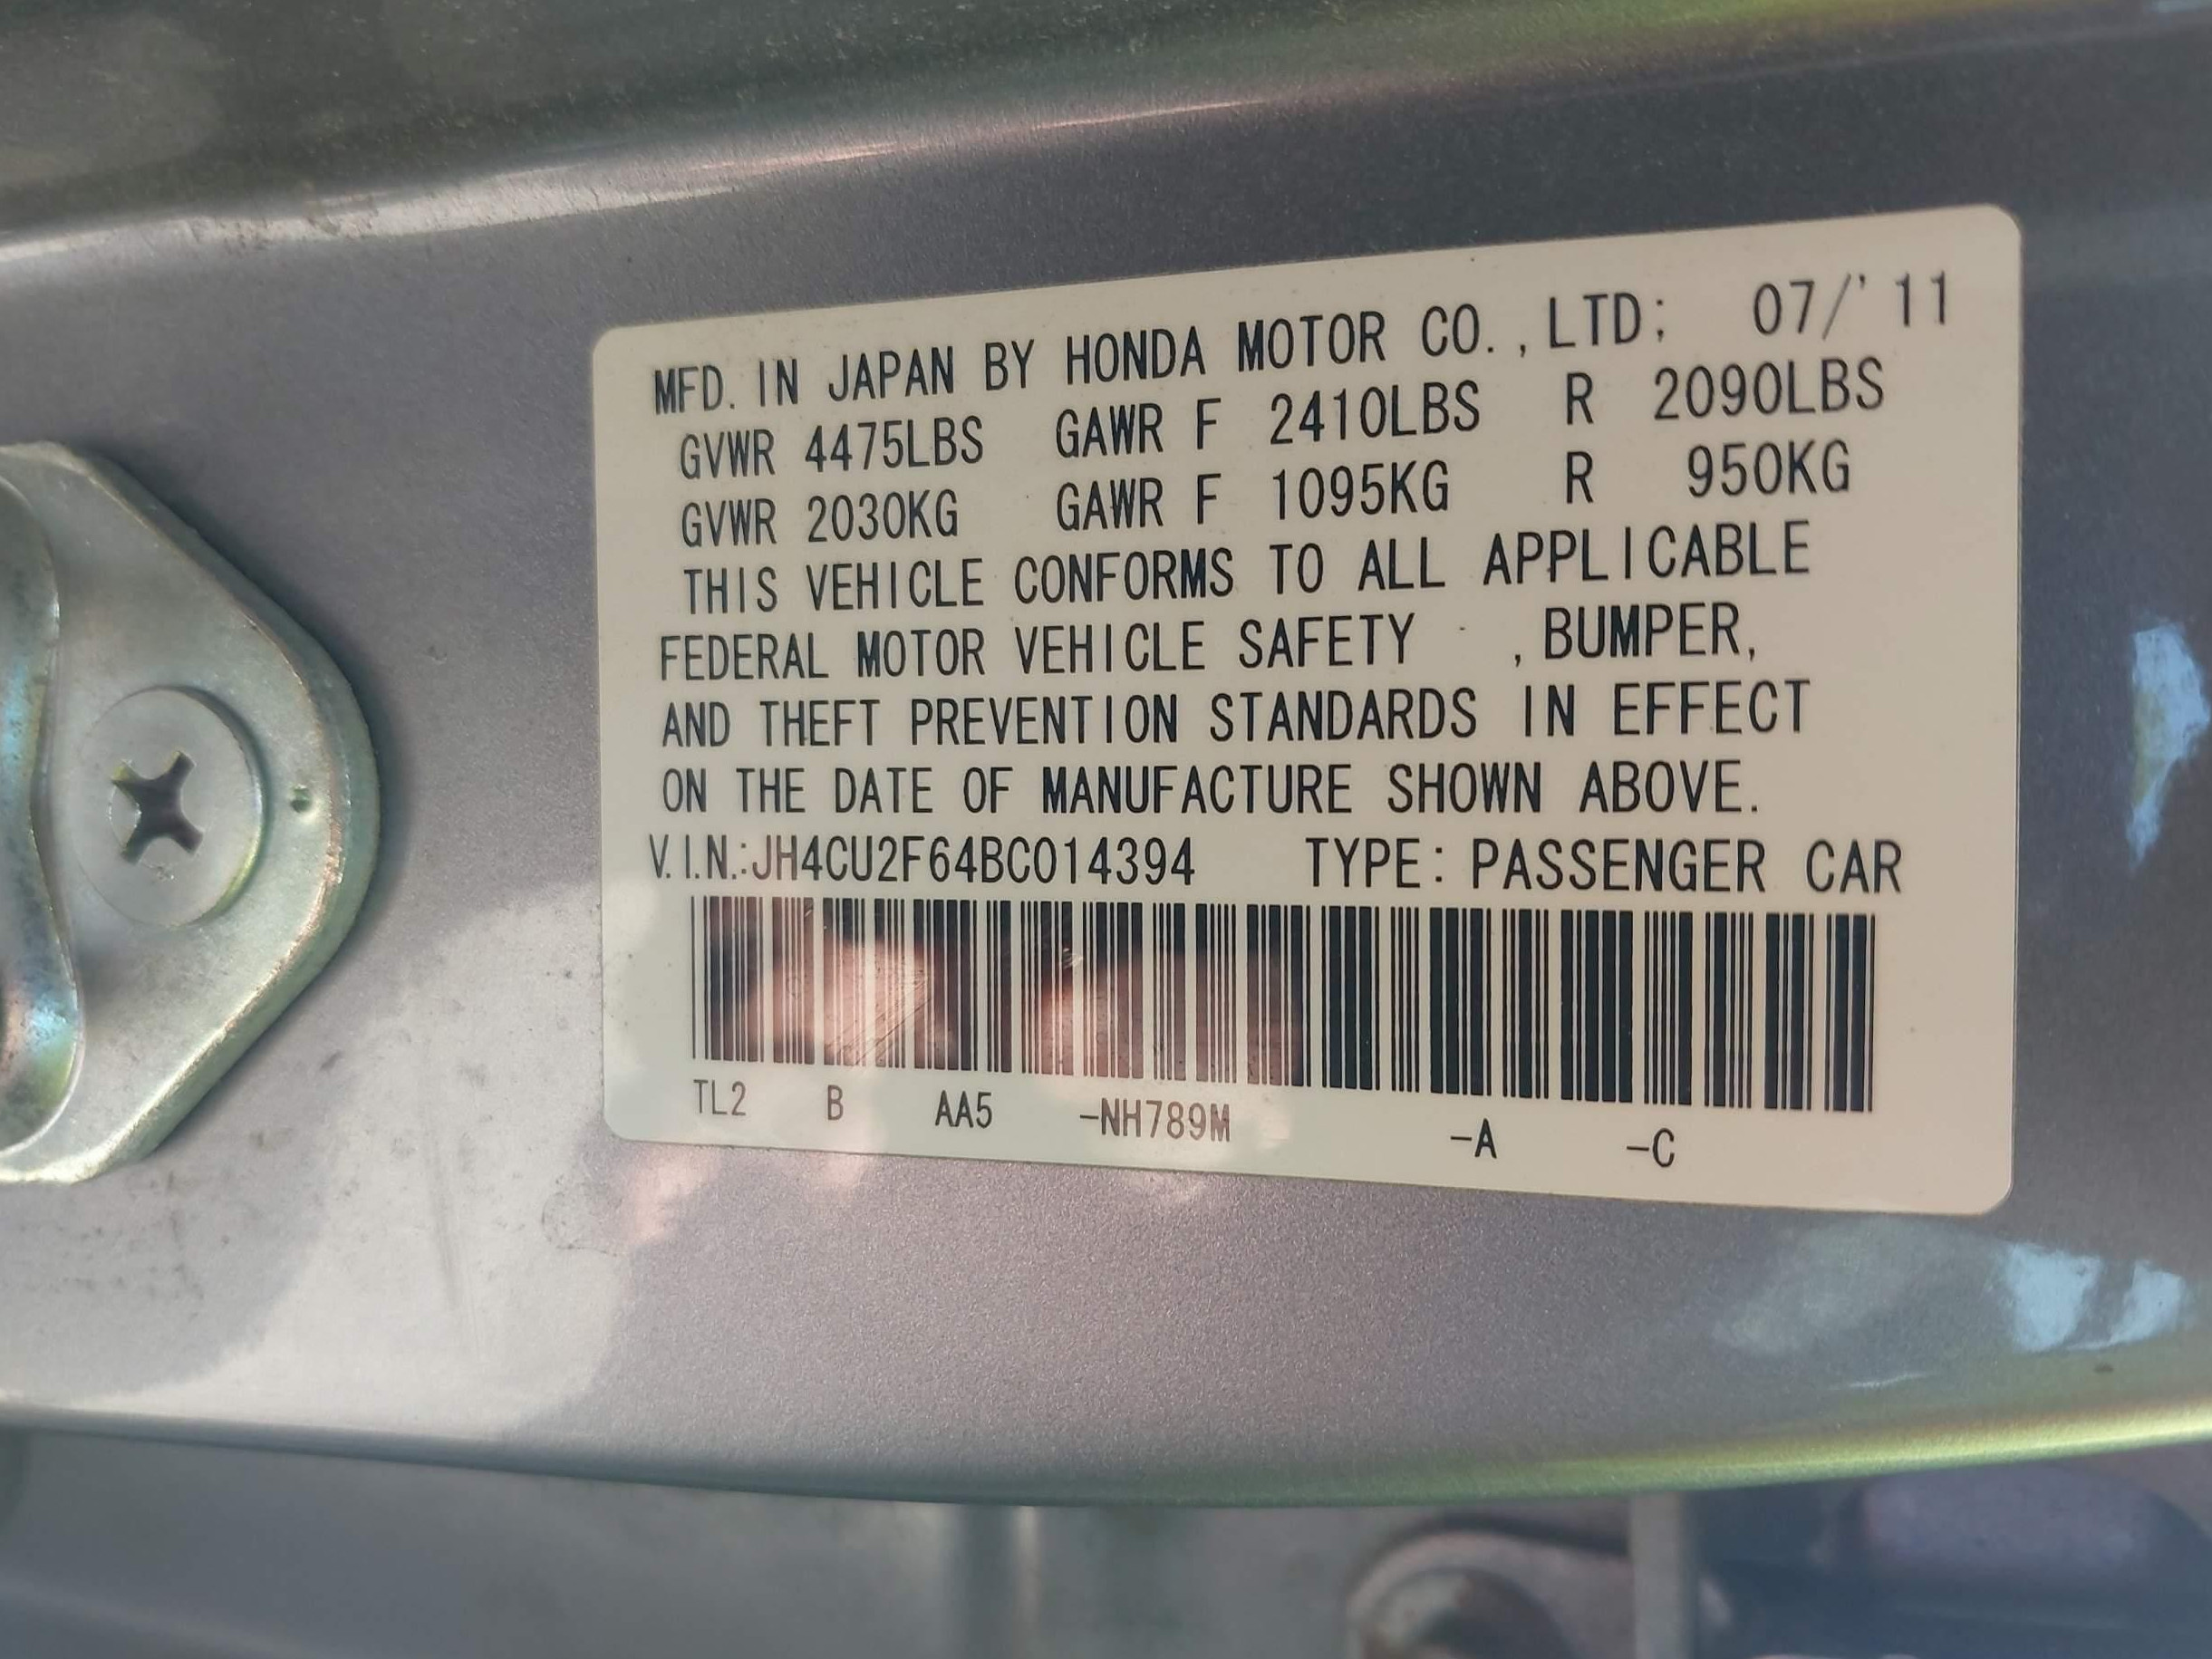 MFD. IN JAPAN BY HONDA MOTOR CO.,LTD; 07/'11
GVWR 4475LBS GAWR F 2410LBS R 2090LBS
GVWR 2030KG GAWR F 1095KG R 950KG
THIS VEHICLE CONFORMS TO ALL APPLICABLE
FEDERAL MOTOR VEHICLE SAFETY , BUMPER,
AND THEFT PREVENTION STANDARDS IN EFFECT
ON THE DATE OF MANUFACTURE SHOWN ABOVE.
V.I.N.:JH4CU2F64BC014394 TYPE: PASSENGER CAR
TL2 B AA5 -NH789M -A -C